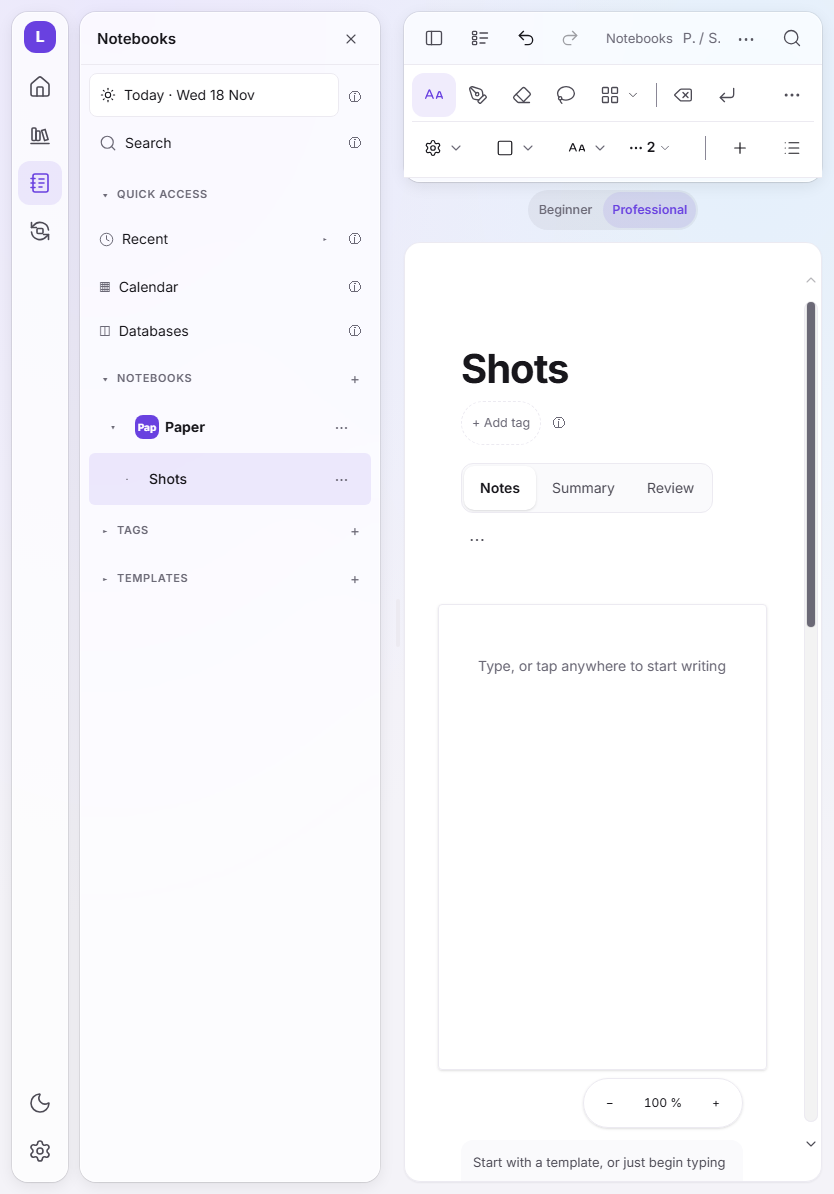 L
Notebooks
Today · Wed 18 Nov
Search
QUICK ACCESS
Recent
Calendar
Databases
NOTEBOOKS
Pap Paper
Shots
TAGS
TEMPLATES
Notebooks P. / S.
AA
AA
2
Beginner Professional
Shots
+ Add tag
Notes Summary Review
Type, or tap anywhere to start writing
− 100 % +
Start with a template, or just begin typing